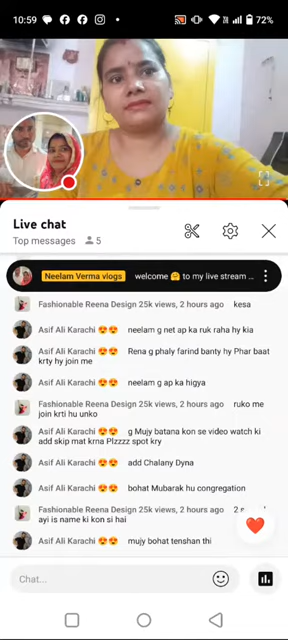 10:59
72%
Live chat
Top messages 5
Neelam Verma vlogs welcome 🤗 to my live stream ...
Fashionable Reena Design 25k views, 2 hours ago kesa
Asif Ali Karachi 😍😍 neelam g net ap ka ruk raha hy kia
Asif Ali Karachi 😍😍 Rena g phaly farind banty hy Phar baat
krty hy join me
Asif Ali Karachi 😍😍 neelam g ap ka higya
Fashionable Reena Design 25k views, 2 hours ago ruko me
join krti hu unko
Asif Ali Karachi 😍😍 g Mujy batana kon se video watch ki
add skip mat krna Plzzzz spot kry
Asif Ali Karachi 😍😍 add Chalany Dyna
Asif Ali Karachi 😍😍 bohat Mubarak hu congregation
Fashionable Reena Design 25k views, 2 hours ago 2
ayi is name ki kon si hai
Asif Ali Karachi 😍😍 mujy bohat tenshan thi
Chat...